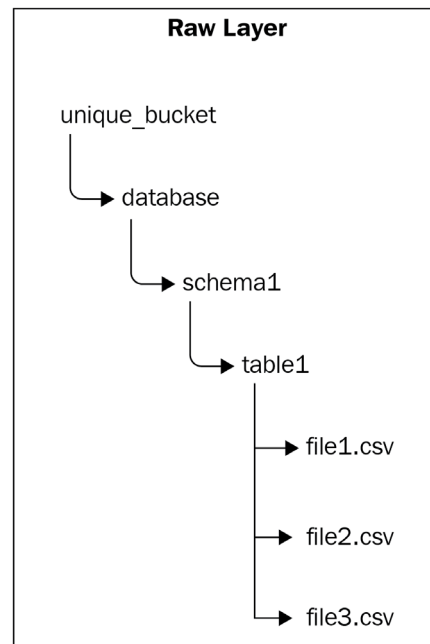 Raw Layer
unique_bucket
database
schema1
table1
file1.csv
file2.csv
file3.csv